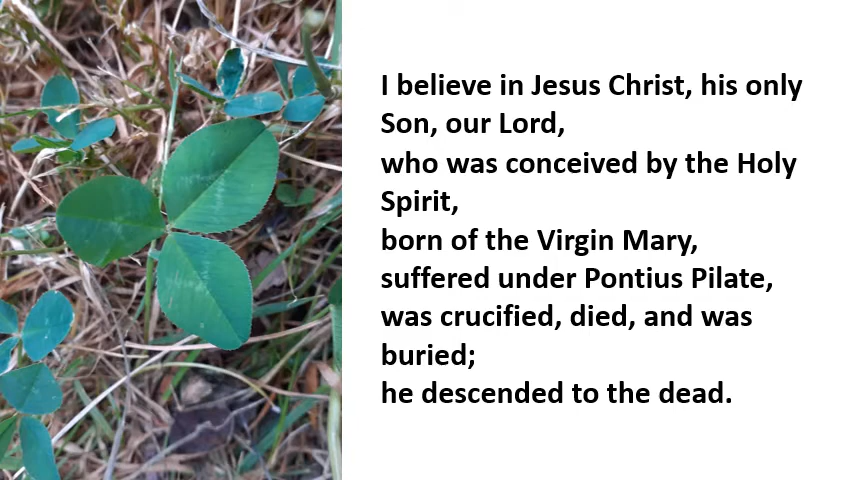 I believe in Jesus Christ, his only
Son, our Lord,
who was conceived by the Holy
Spirit,
born of the Virgin Mary,
suffered under Pontius Pilate,
was crucified, died, and was
buried;
he descended to the dead.